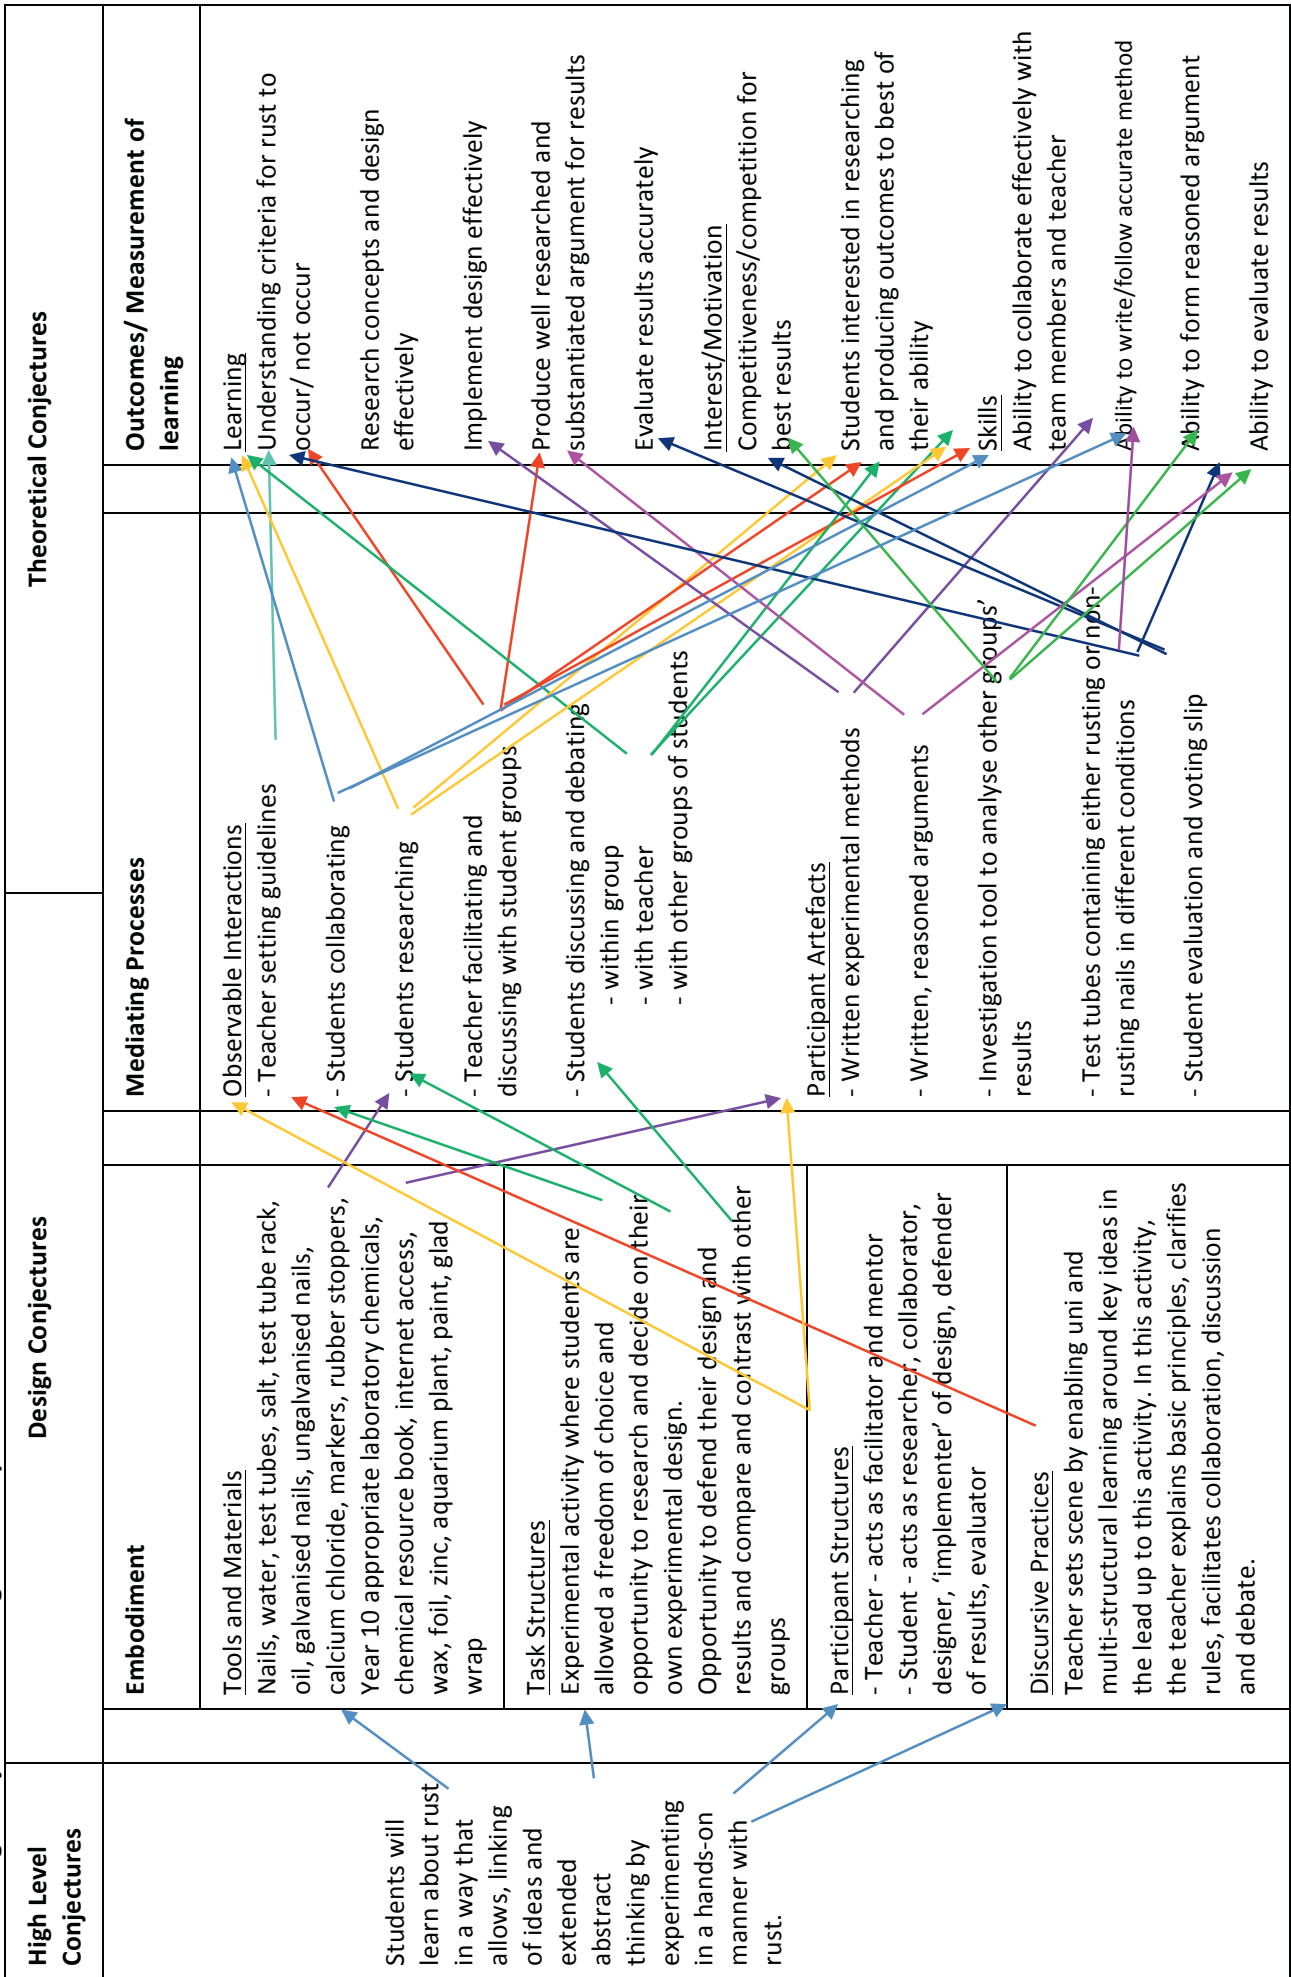 High Level
Conjectures
Design Conjectures
Theoretical Conjectures
Embodiment
Mediating Processes
Outcomes/ Measurement of
learning
Students will
learn about rust
in a way that
allows, linking
of ideas and
extended
abstract
thinking by
experimenting
in a hands-on
manner with
rust.
Tools and Materials
Nails, water, test tubes, salt, test tube rack,
oil, galvanised nails, ungalvanised nails,
calcium chloride, markers, rubber stoppers,
Year 10 appropriate laboratory chemicals,
chemical resource book, internet access,
wax, foil, zinc, aquarium plant, paint, glad
wrap
Task Structures
Experimental activity where students are
allowed a freedom of choice and
opportunity to research and decide on their
own experimental design.
Opportunity to defend their design and
results and compare and contrast with other
groups
Participant Structures
- Teacher - acts as facilitator and mentor
- Student - acts as researcher, collaborator,
designer, ‘implementer’ of design, defender
of results, evaluator
Discursive Practices
Teacher sets scene by enabling uni and
multi-structural learning around key ideas in
the lead up to this activity. In this activity,
the teacher explains basic principles, clarifies
rules, facilitates collaboration, discussion
and debate.
Observable Interactions
- Teacher setting guidelines
- Students collaborating
- Students researching
- Teacher facilitating and
discussing with student groups
- Students discussing and debating
- within group
- with teacher
- with other groups of students
Participant Artefacts
- Written experimental methods
- Written, reasoned arguments
- Investigation tool to analyse other groups’
results
- Test tubes containing either rusting or non-
rusting nails in different conditions
- Student evaluation and voting slip
Learning
Understanding criteria for rust to
occur/ not occur
Research concepts and design
effectively
Implement design effectively
Produce well researched and
substantiated argument for results
Evaluate results accurately
Interest/Motivation
Competitiveness/competition for
best results
Students interested in researching
and producing outcomes to best of
their ability
Skills
Ability to collaborate effectively with
team members and teacher
Ability to write/follow accurate method
Ability to form reasoned argument
Ability to evaluate results